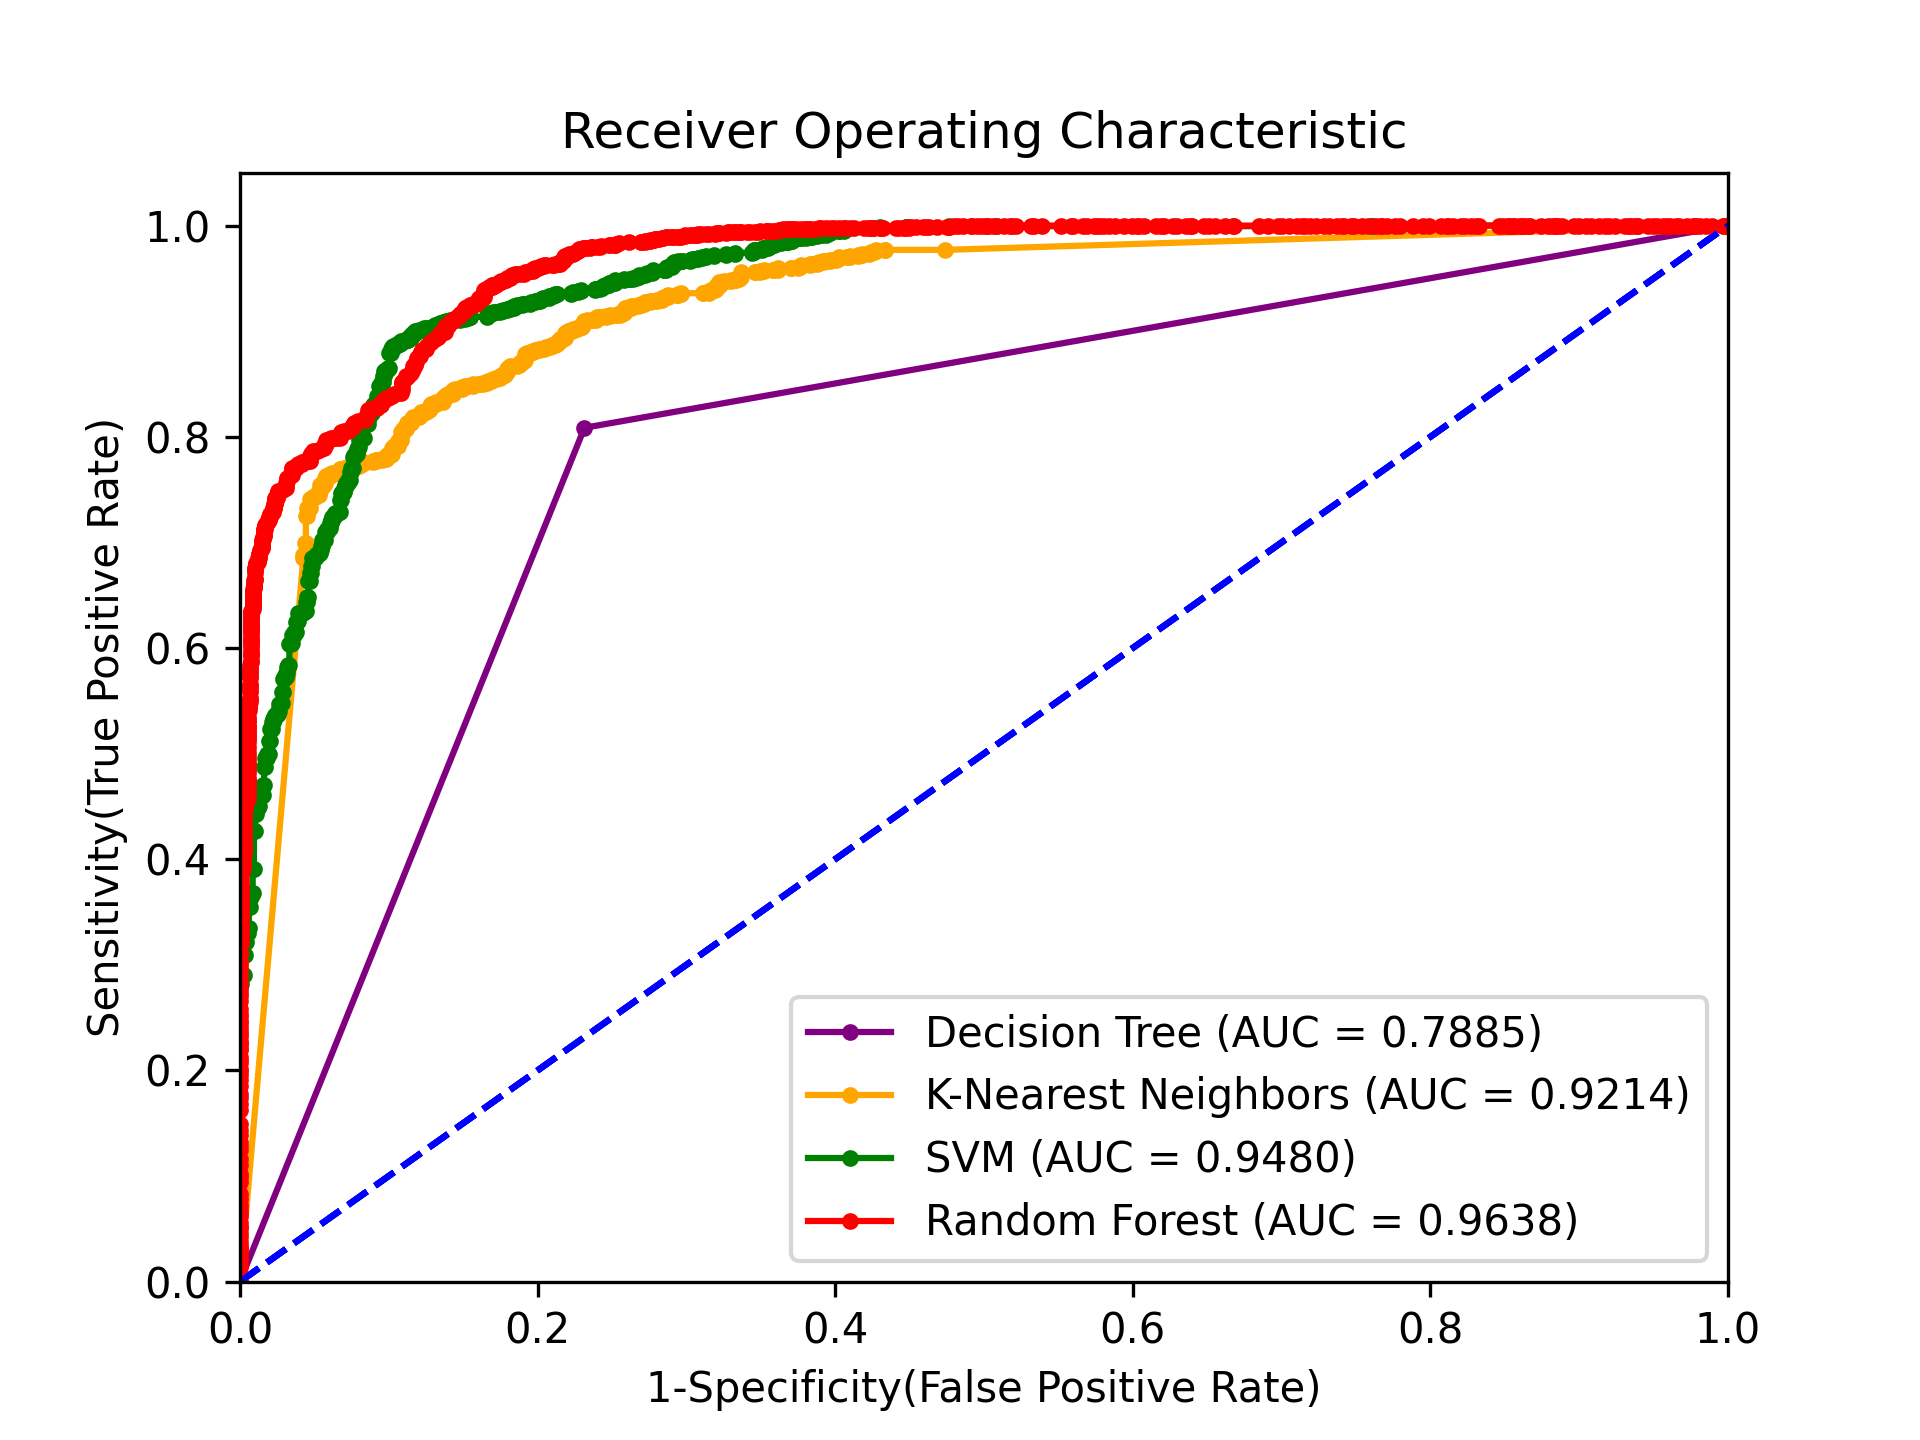 Receiver Operating Characteristic
Sensitivity(True Positive Rate)
1.0
0.8
0.6
0.4
0.2
0.0
Decision Tree (AUC = 0.7885)
K-Nearest Neighbors (AUC = 0.9214)
SVM (AUC = 0.9480)
Random Forest (AUC = 0.9638)
0.0 0.2 0.4 0.6 0.8 1.0
1-Specificity(False Positive Rate)